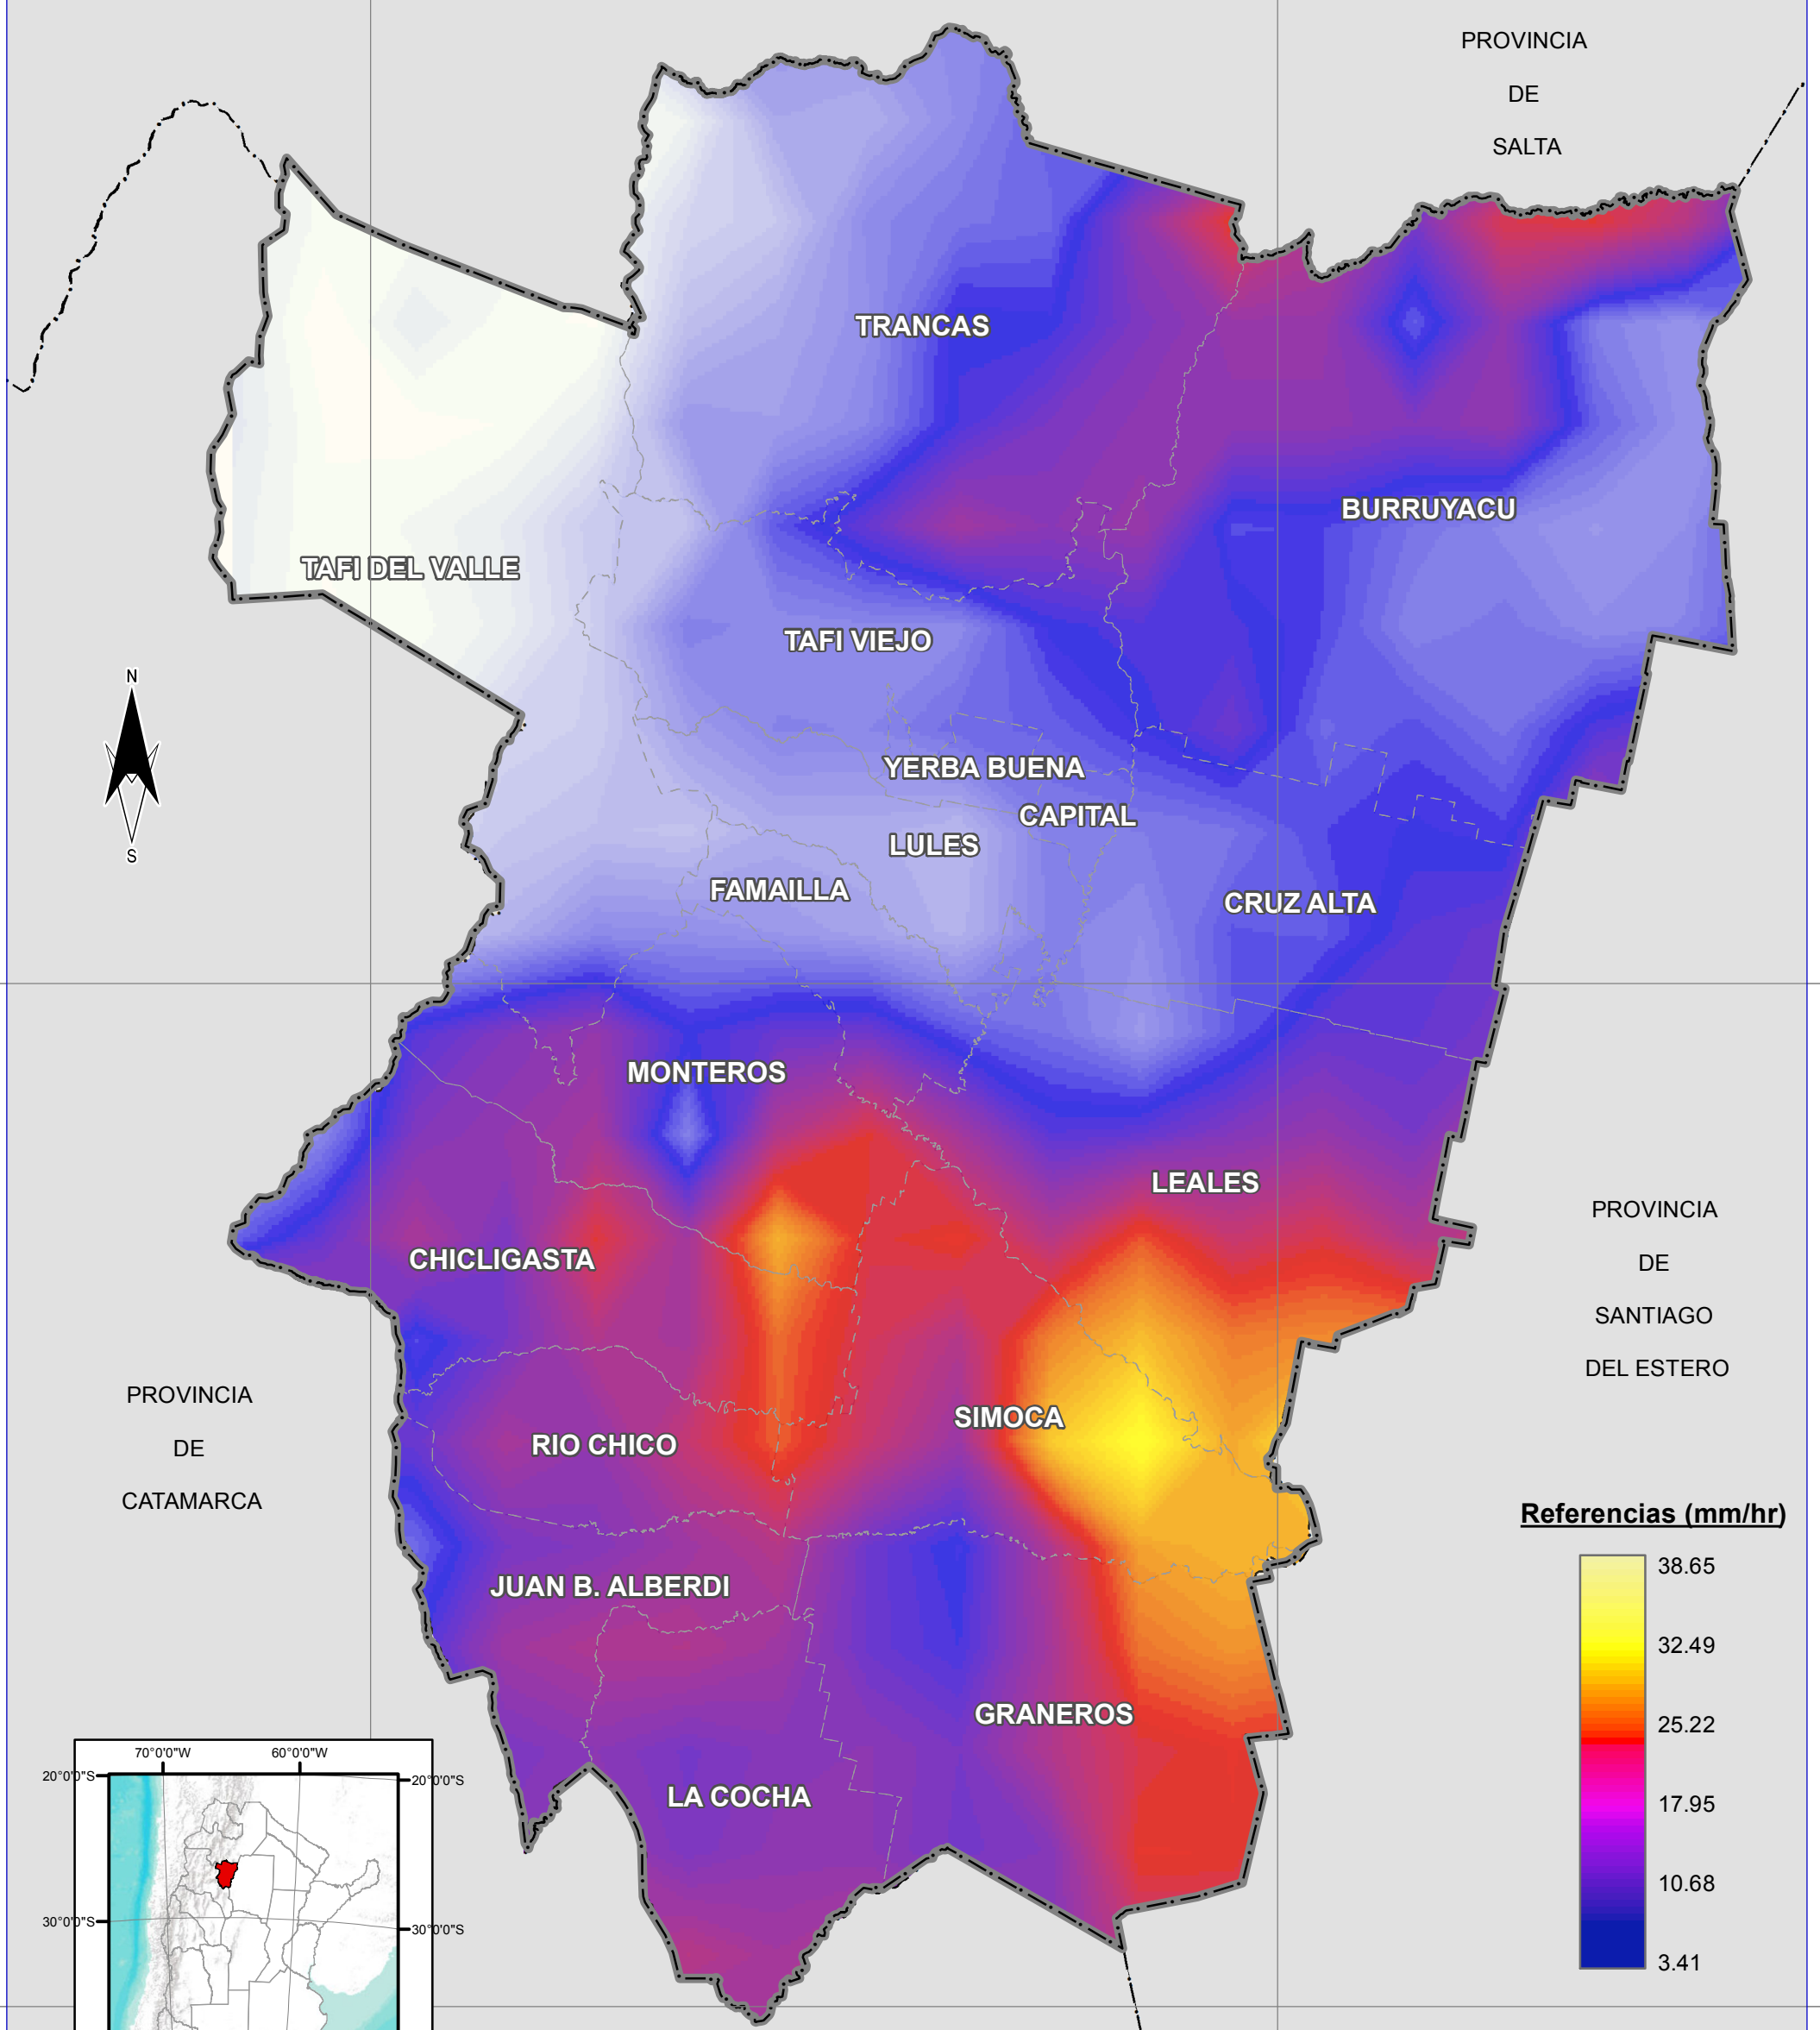 PROVINCIA
DE
SALTA
TRANCAS
BURRUYACU
TAFI DEL VALLE
TAFI VIEJO
N
S
YERBA BUENA
CAPITAL
LULES
FAMAILLA
CRUZ ALTA
MONTEROS
LEALES
PROVINCIA
DE
SANTIAGO
DEL ESTERO
CHICLIGASTA
PROVINCIA
DE
CATAMARCA
SIMOCA
RIO CHICO
JUAN B. ALBERDI
GRANEROS
LA COCHA
Referencias (mm/hr)
38.65
32.49
25.22
17.95
10.68
3.41
70°0'0"W
60°0'0"W
20°0'0"S
20°0'0"S
30°0'0"S
30°0'0"S